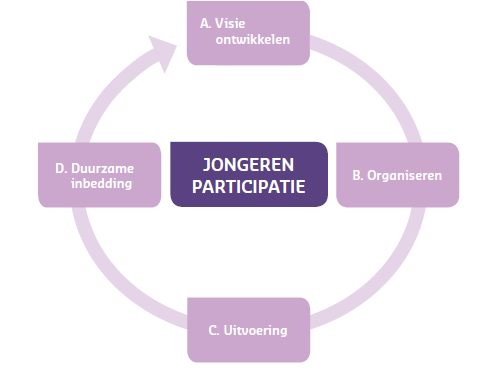 A. Visie
ontwikkelen
JONGEREN
PARTICIPATIE
B. Organiseren
C. Uitvoering
D. Duurzame
inbedding